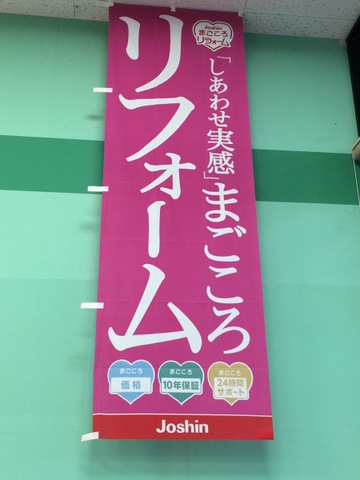 Joshin
まごころ
リフォーム
「しあわせ実感」まごころ
リフォーム
まごころ
価格
まごころ
10年保証
まごころ
24時間
サポート
Joshin